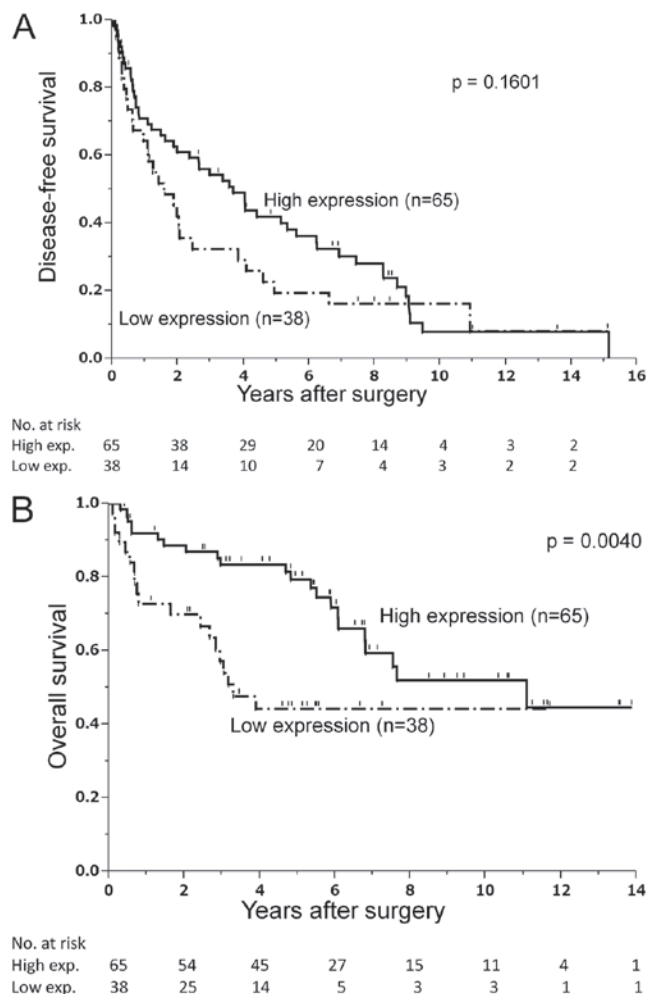 A
1.0
0.8
0.6
0.4
0.2
0.0
Disease-free survival
p = 0.1601
High expression (n=65)
Low expression (n=38)
0 2 4 6 8 10 12 14 16
Years after surgery
No. at risk
High exp. 65 38 29 20 14 4 3 2
Low exp. 38 14 10 7 4 3 2 2
B
1.0
0.8
0.6
0.4
0.2
0.0
Overall survival
p = 0.0040
High expression (n=65)
Low expression (n=38)
0 2 4 6 8 10 12 14
Years after surgery
No. at risk
High exp. 65 54 45 27 15 11 4 1
Low exp. 38 25 14 5 3 3 1 1